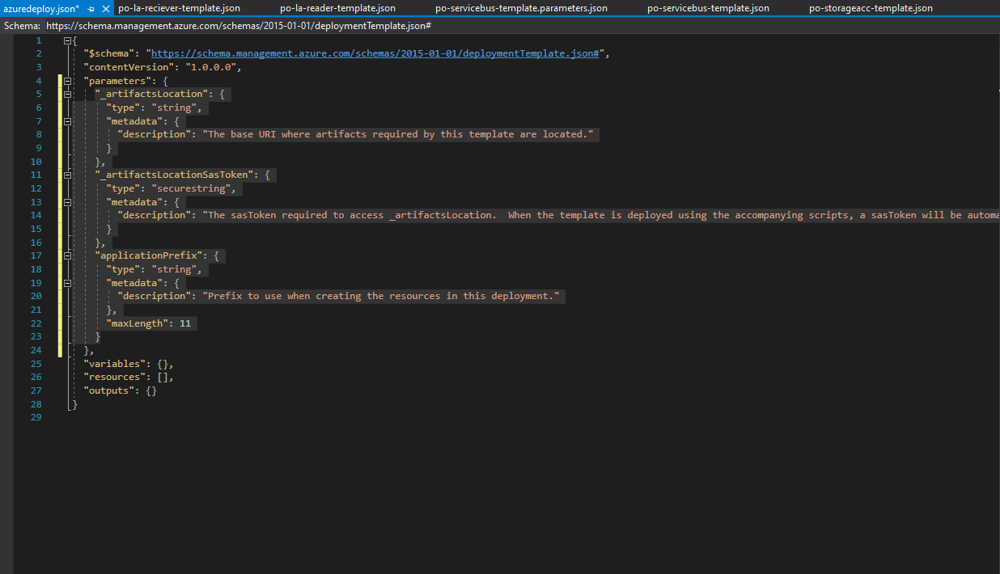 azuredeploy.json* po-la-reciever-template.json po-la-reader-template.json po-servicebus-template.parameters.json po-servicebus-template.json po-storageacc-template.json
Schema: https://schema.management.azure.com/schemas/2015-01-01/deploymentTemplate.json#
1 {
2 "$schema": "https://schema.management.azure.com/schemas/2015-01-01/deploymentTemplate.json#",
3 "contentVersion": "1.0.0.0",
4 "parameters": {
5 "_artifactsLocation": {
6 "type": "string",
7 "metadata": {
8 "description": "The base URI where artifacts required by this template are located."
9 }
10 },
11 "_artifactsLocationSasToken": {
12 "type": "securestring",
13 "metadata": {
14 "description": "The sasToken required to access _artifactsLocation.  When the template is deployed using the accompanying scripts, a sasToken will be automa
15 }
16 },
17 "applicationPrefix": {
18 "type": "string",
19 "metadata": {
20 "description": "Prefix to use when creating the resources in this deployment."
21 },
22 "maxLength": 11
23 }
24 },
25 "variables": {},
26 "resources": [],
27 "outputs": {}
28 }
29